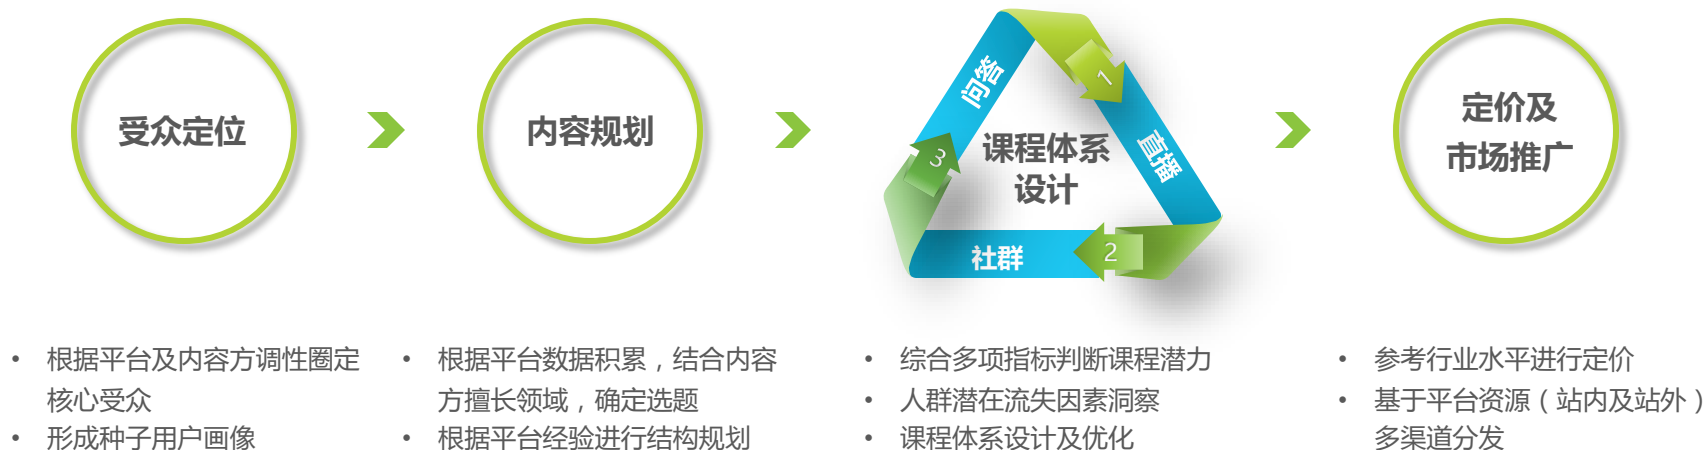 受众定位
内容规划
问答
1
直播
课程体系
设计
3
社群
2
定价及
市场推广
• 根据平台及内容方调性圈定
核心受众
• 形成种子用户画像
• 根据平台数据积累，结合内容
方擅长领域，确定选题
• 根据平台经验进行结构规划
• 综合多项指标判断课程潜力
• 人群潜在流失因素洞察
• 课程体系设计及优化
• 参考行业水平进行定价
• 基于平台资源（站内及站外）
多渠道分发